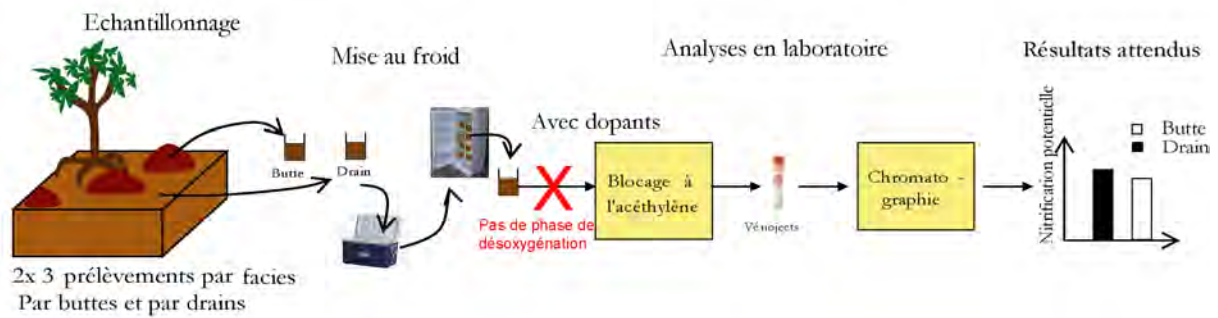 Echantillonnage
Mise au froid
Analyses en laboratoire
Résultats attendus
Butte
Drain
Avec dopants
Pas de phase de
désoxygénation
Blocage à
l'acéthylène
Vénojects
Chromato -
graphie
Nitrification potentielle
Butte
Drain
2x 3 prélèvements par facies
Par buttes et par drains